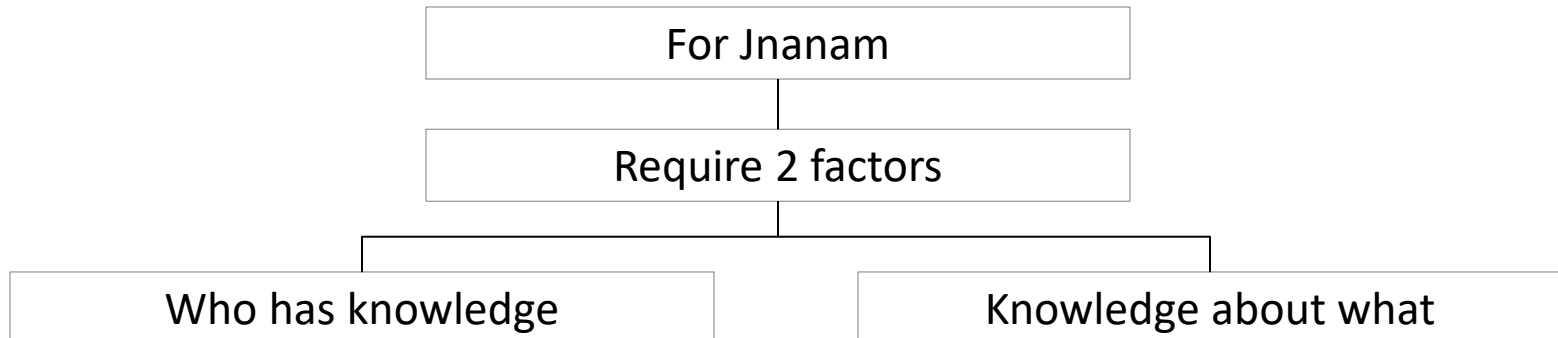 For Jnanam
Require 2 factors
Who has knowledge
Knowledge about what